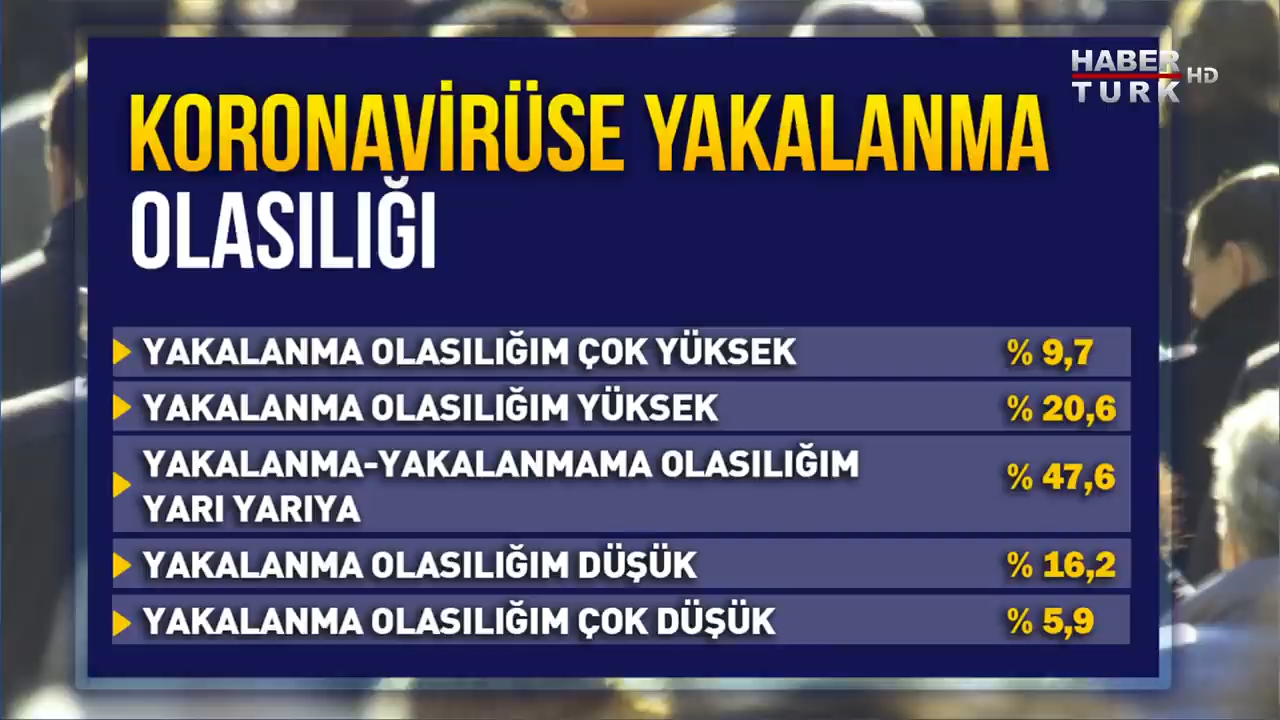 HABER
TURK HD
KORONAVİRÜSE YAKALANMA
OLASILIĞI
YAKALANMA OLASILIĞIM ÇOK YÜKSEK % 9,7
YAKALANMA OLASILIĞIM YÜKSEK % 20,6
YAKALANMA-YAKALANMAMA OLASILIĞIM % 47,6
YARI YARIYA
YAKALANMA OLASILIĞIM DÜŞÜK % 16,2
YAKALANMA OLASILIĞIM ÇOK DÜŞÜK % 5,9